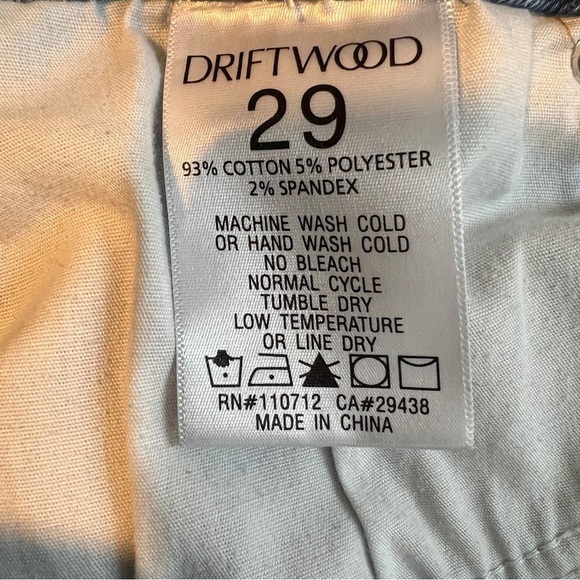 DRIFTWOOD
29
93% COTTON 5% POLYESTER
2% SPANDEX
MACHINE WASH COLD
OR HAND WASH COLD
NO BLEACH
NORMAL CYCLE
TUMBLE DRY
LOW TEMPERATURE
OR LINE DRY
RN#110712 CA#29438
MADE IN CHINA